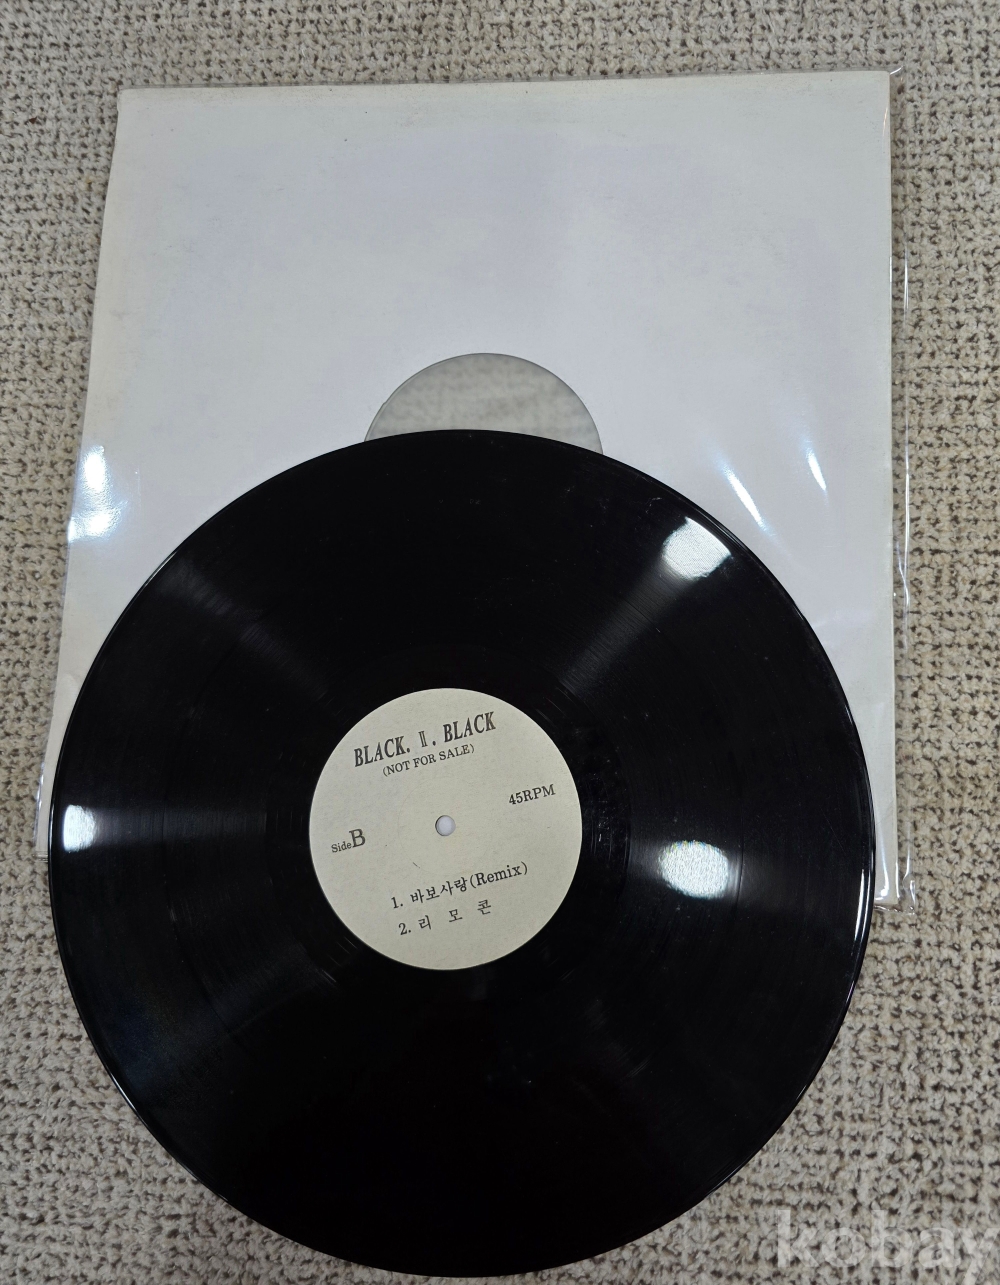 BLACK. Ⅱ. BLACK
(NOT FOR SALE)
45RPM
Side B
1. 바보사랑(Remix)
2. 리 모 콘
kobay